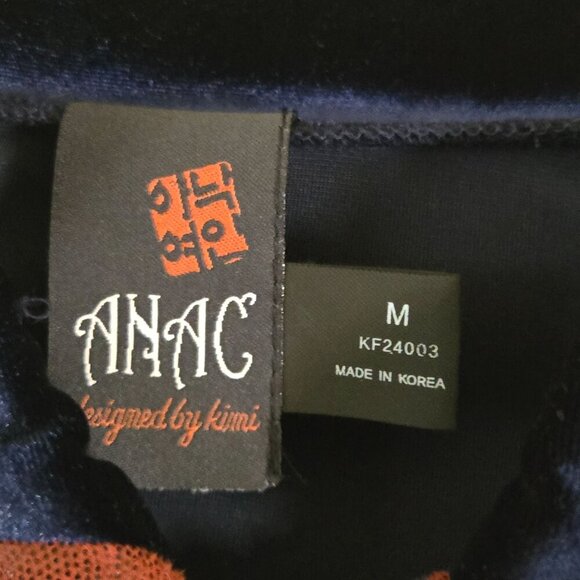 ANAC
designed by kimi
M
KF24003
MADE IN KOREA